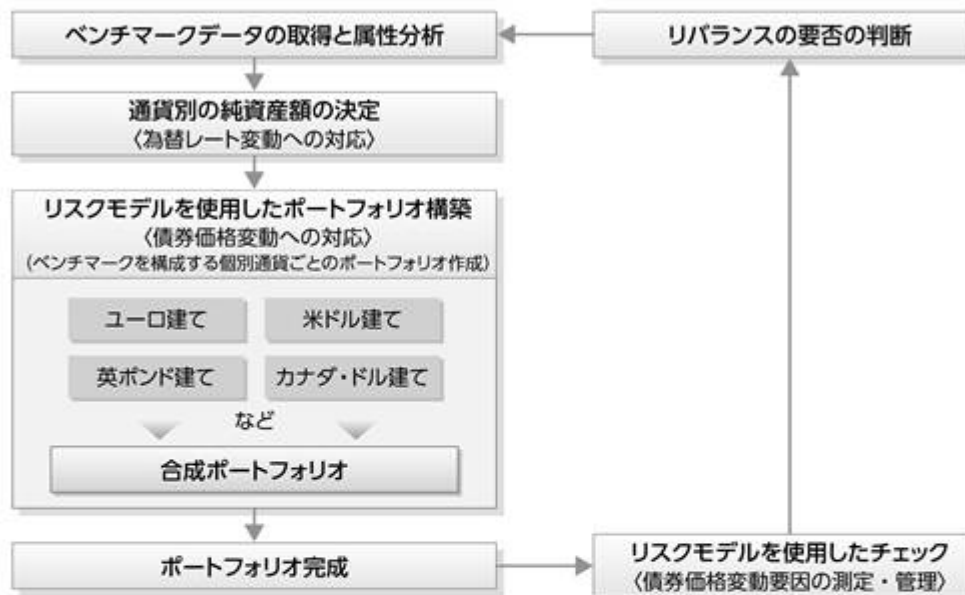 ベンチマークデータの取得と属性分析
リバランスの要否の判断
通貨別の純資産額の決定
〈為替レート変動への対応〉
リスクモデルを使用したポートフォリオ構築
〈債券価格変動への対応〉
(ベンチマークを構成する個別通貨ごとのポートフォリオ作成)
ユーロ建て
米ドル建て
英ポンド建て
カナダ・ドル建て
など
合成ポートフォリオ
ポートフォリオ完成
リスクモデルを使用したチェック
〈債券価格変動要因の測定・管理〉